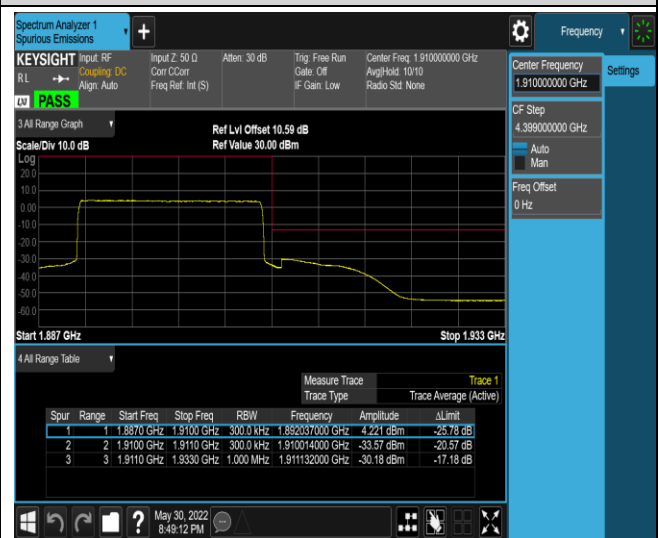 Spectrum Analyzer 1
Spurious Emissions
Frequency
KEYSIGHT Input: RF Input Z: 50 Ω Atten: 30 dB Trig: Free Run Center Freq: 1.910000000 GHz
RL Coupling: DC Corr CCorr Gate: Off Avg|Hold: 10/10
Align: Auto Freq Ref: Int (S) IF Gain: Low Radio Std: None
LXI PASS
Center Frequency
1.910000000 GHz
Settings
CF Step
4.399000000 GHz
Auto
Man
Freq Offset
0 Hz
3 All Range Graph
Ref Lvl Offset 10.59 dB
Scale/Div 10.0 dB Ref Value 30.00 dBm
Log
20.0
10.0
0.00
-10.0
-20.0
-30.0
-40.0
-50.0
-60.0
Start 1.887 GHz Stop 1.933 GHz
4 All Range Table
Measure Trace Trace 1
Trace Type Trace Average (Active)
Spur Range Start Freq Stop Freq RBW Frequency Amplitude ΔLimit
1 1 1.8870 GHz 1.9100 GHz 300.0 kHz 1.892037000 GHz 4.221 dBm -25.78 dB
2 2 1.9100 GHz 1.9110 GHz 300.0 kHz 1.910014000 GHz -33.57 dBm -20.57 dB
3 3 1.9110 GHz 1.9330 GHz 1.000 MHz 1.911132000 GHz -30.18 dBm -17.18 dB
May 30, 2022
8:49:12 PM